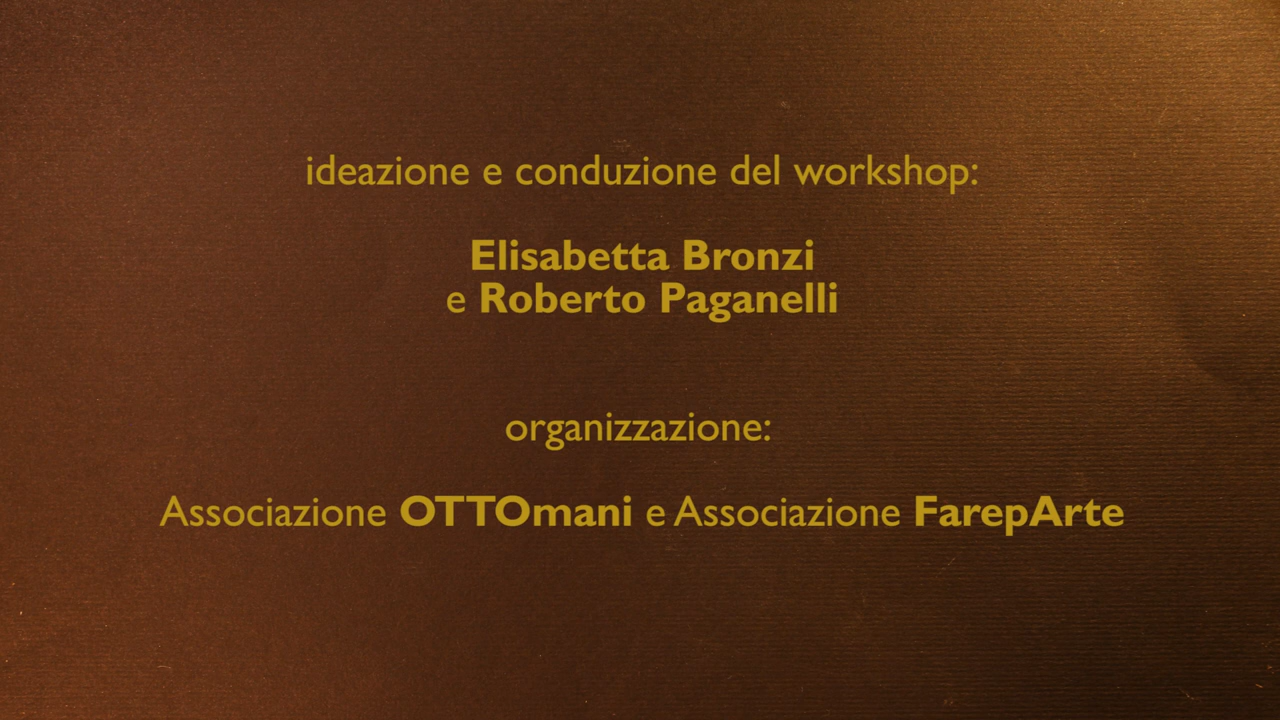 ideazione e conduzione del workshop:
Elisabetta Bronzi
e Roberto Paganelli
organizzazione:
Associazione OTTOmani e Associazione FarepArte